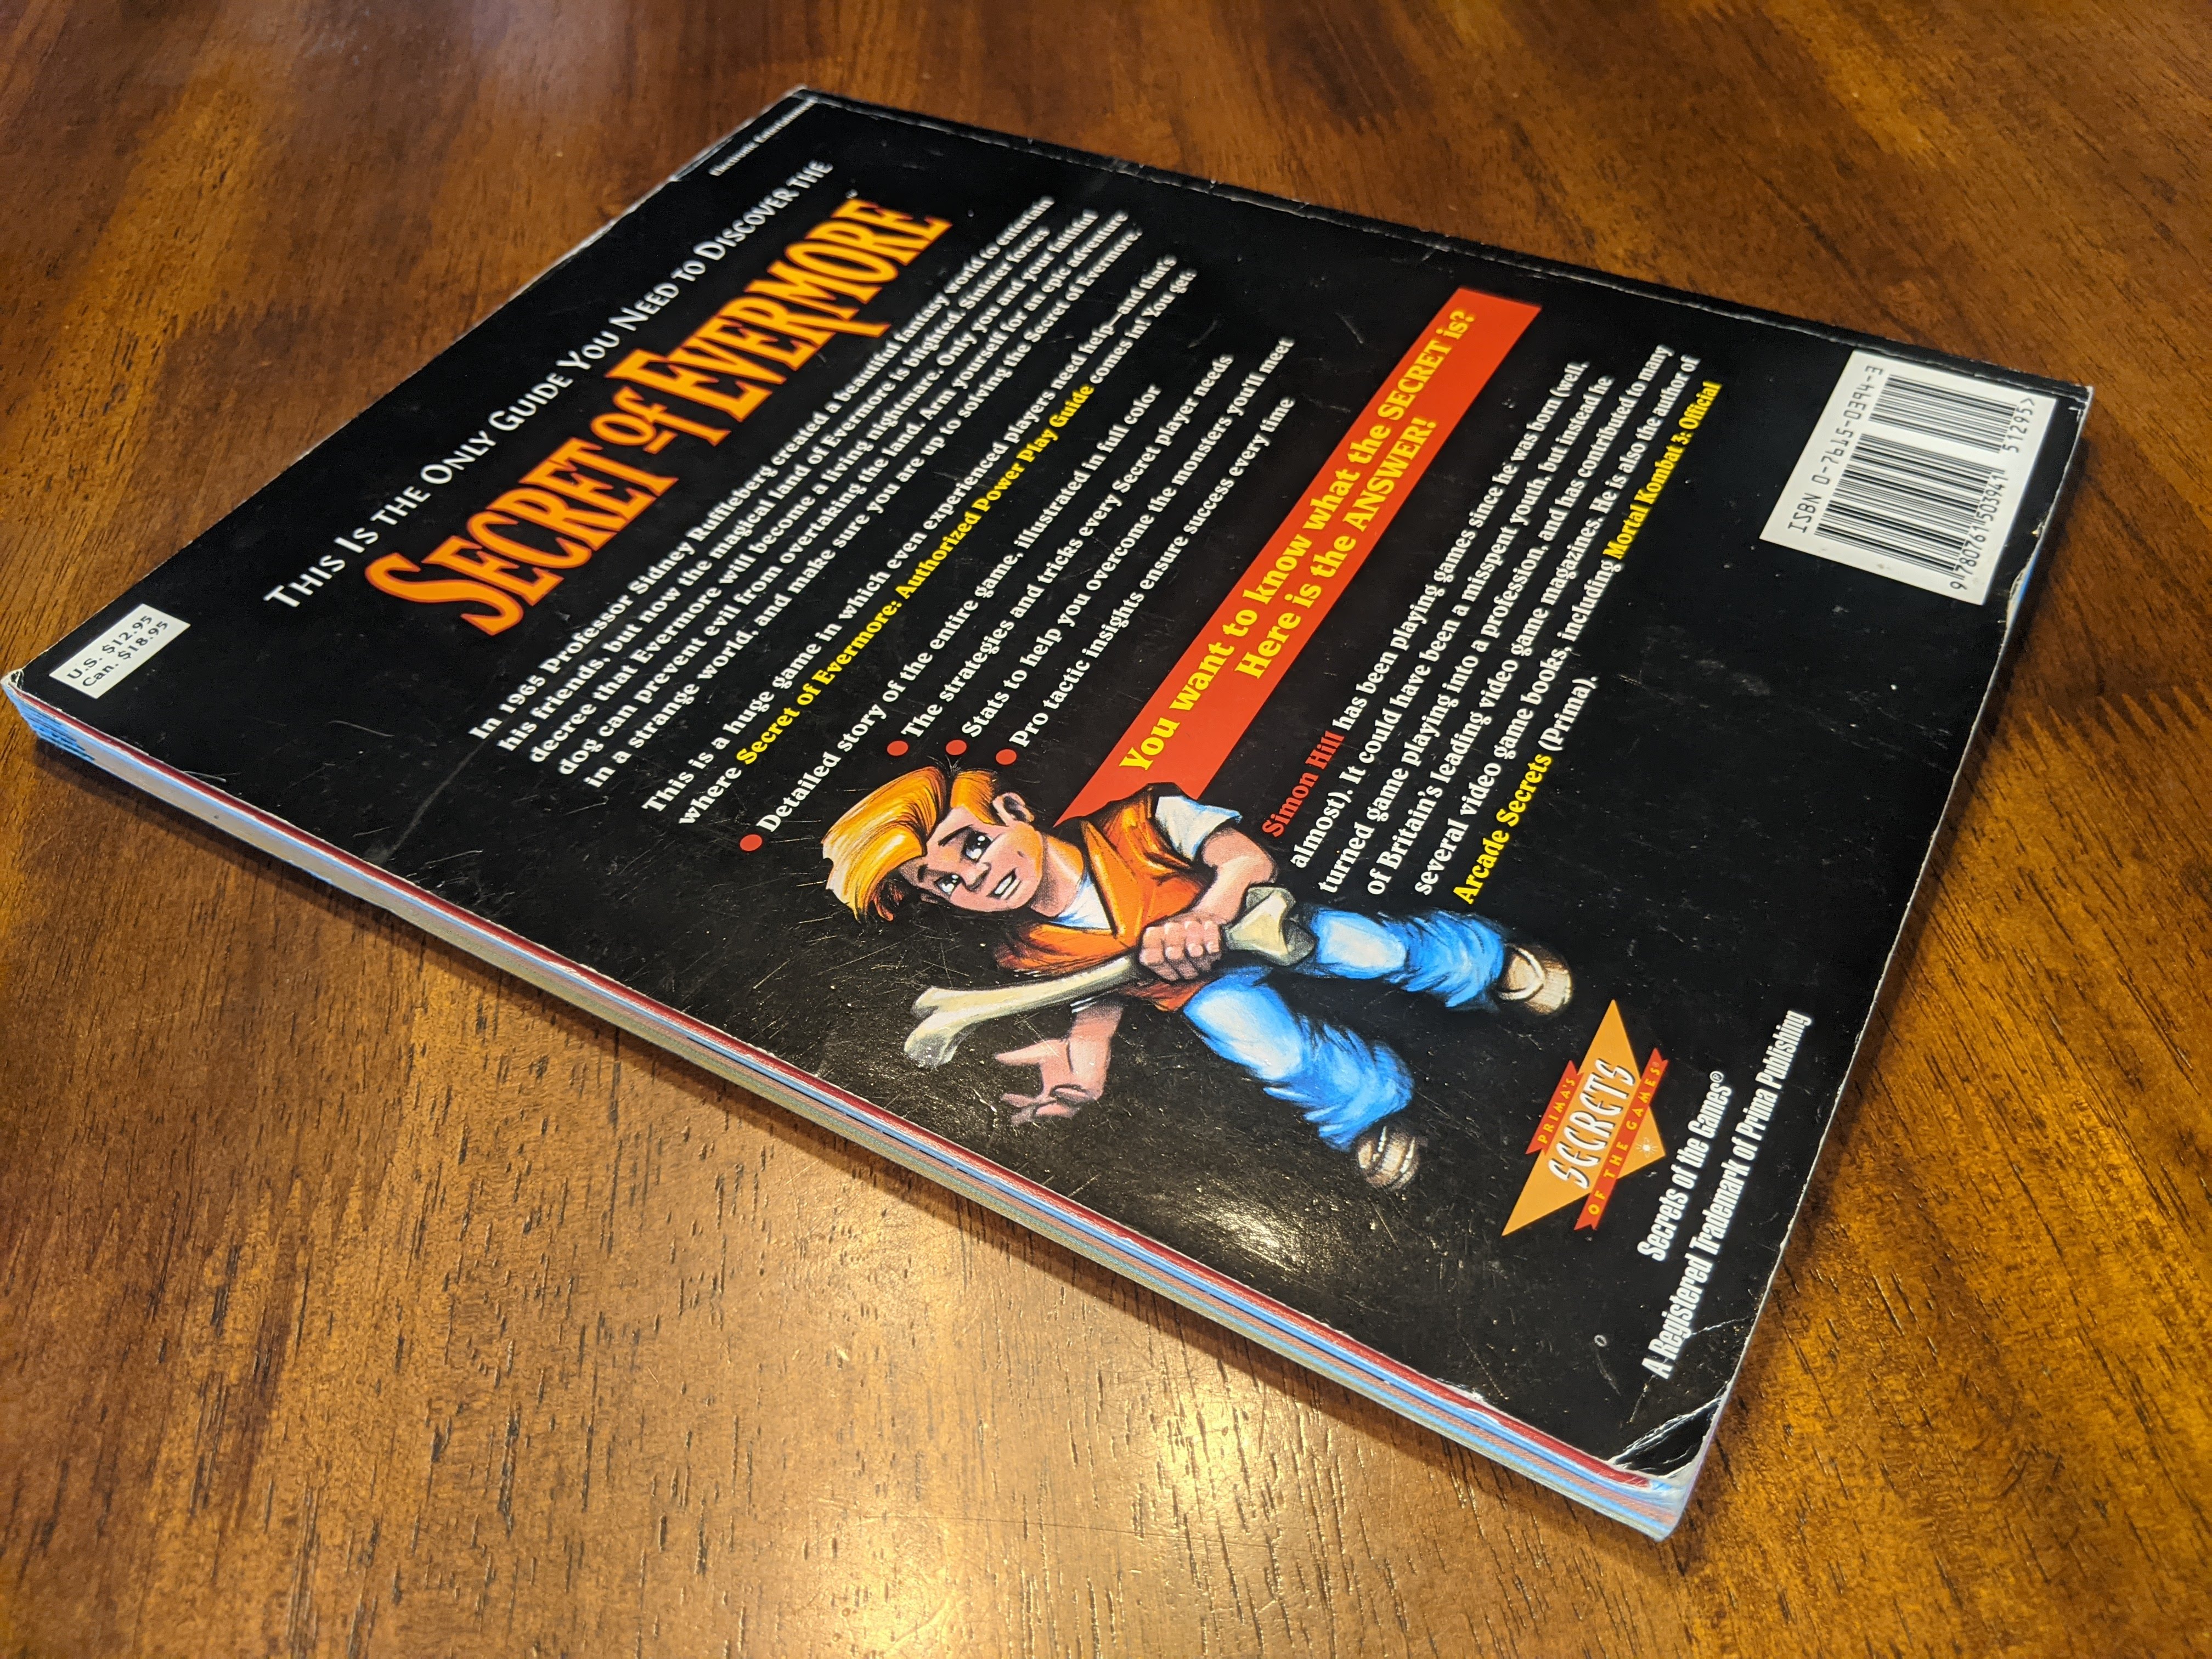 U.S. $12.95
Can. $18.95
THIS IS THE ONLY GUIDE YOU NEED TO DISCOVER THE
SECRET OF EVERMORE
In 1965 Professor Sidney Ruffleberg created a beautiful fantasy world to entertain
his friends, but now the magical land of Evermore is blighted. Sinister forces
decree that Evermore will become a living nightmare. Only you and your faithful
dog can prevent evil from overtaking the land. Arm yourself for an epic adventure
in a strange world, and make sure you are up to solving the Secret of Evermore.
This is a huge game in which even experienced players need help—and that's
where Secret of Evermore: Authorized Power Play Guide comes in! You get
• Detailed story of the entire game, illustrated in full color
• The strategies and tricks every Secret player needs
• Stats to help you overcome the monsters you'll meet
• Pro tactic insights ensure success every time
You want to know what the SECRET is?
Here is the ANSWER!
Simon Hill has been playing games since he was born (well,
almost). It could have been a misspent youth, but instead he
turned game playing into a profession, and has contributed to many
of Britain's leading video game magazines. He is also the author of
several video game books, including Mortal Kombat 3: Official
Arcade Secrets (Prima).
PRIMA'S
SECRETS
OF THE GAMES®
Secrets of the Games®
A Registered Trademark of Prima Publishing
ISBN 0-7615-0394-3
51295>
9 780761 503941